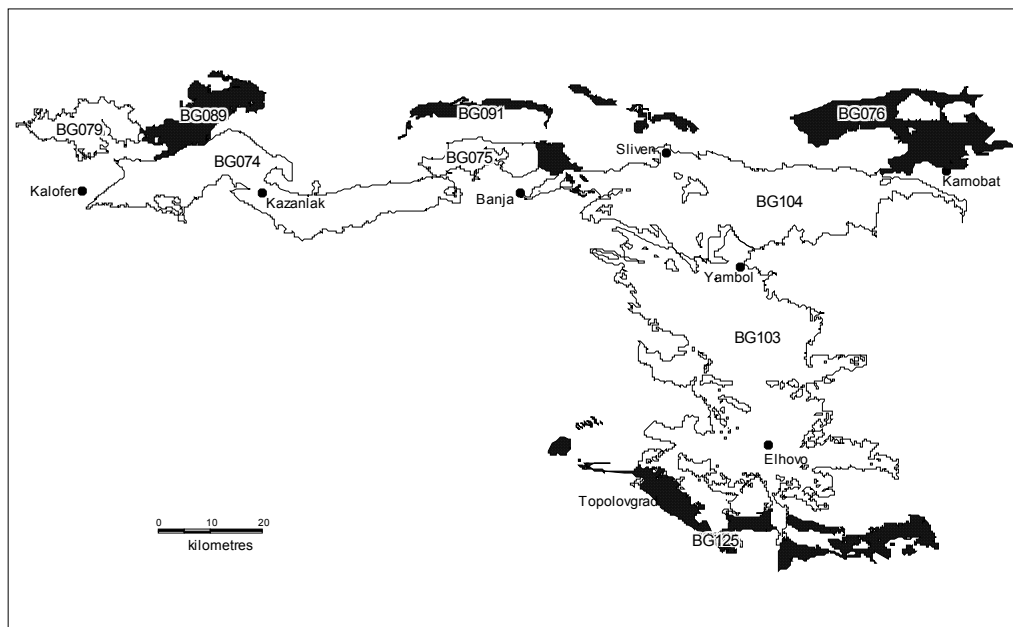 BG089
BG091
BG076
BG079
Sliven
BG074
BG075
Karnobat
Kalofer
Kazanlak
Banja
BG104
Yambol
BG103
Elhovo
Topolovgrad
0 10 20
kilometres
BG125